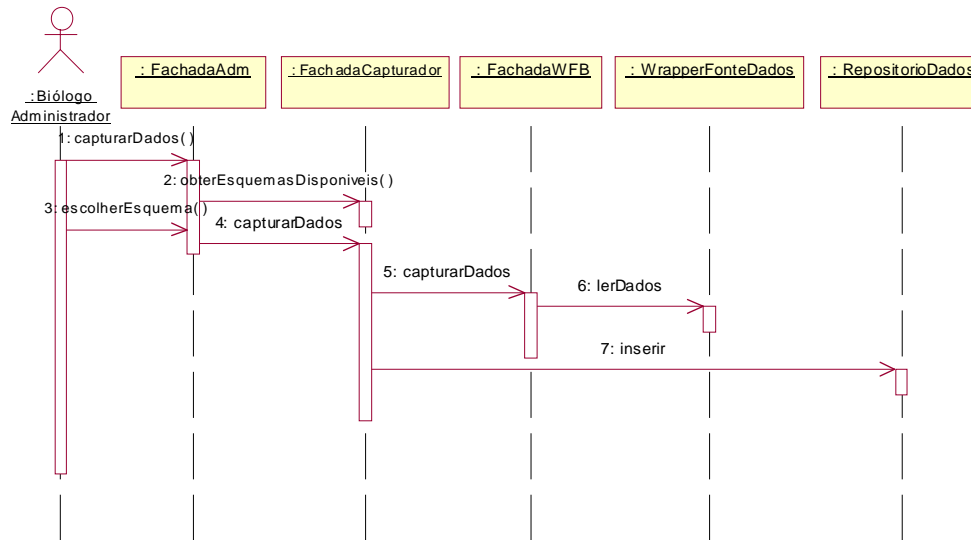 :Biólogo
Administrador
: FachadaAdm
: FachadaCapturador
: FachadaWFB
: WrapperFonteDados
: RepositorioDados
1: capturarDados()
2: obterEsquemasDisponiveis()
3: escolherEsquema()
4: capturarDados
5: capturarDados
6: lerDados
7: inserir